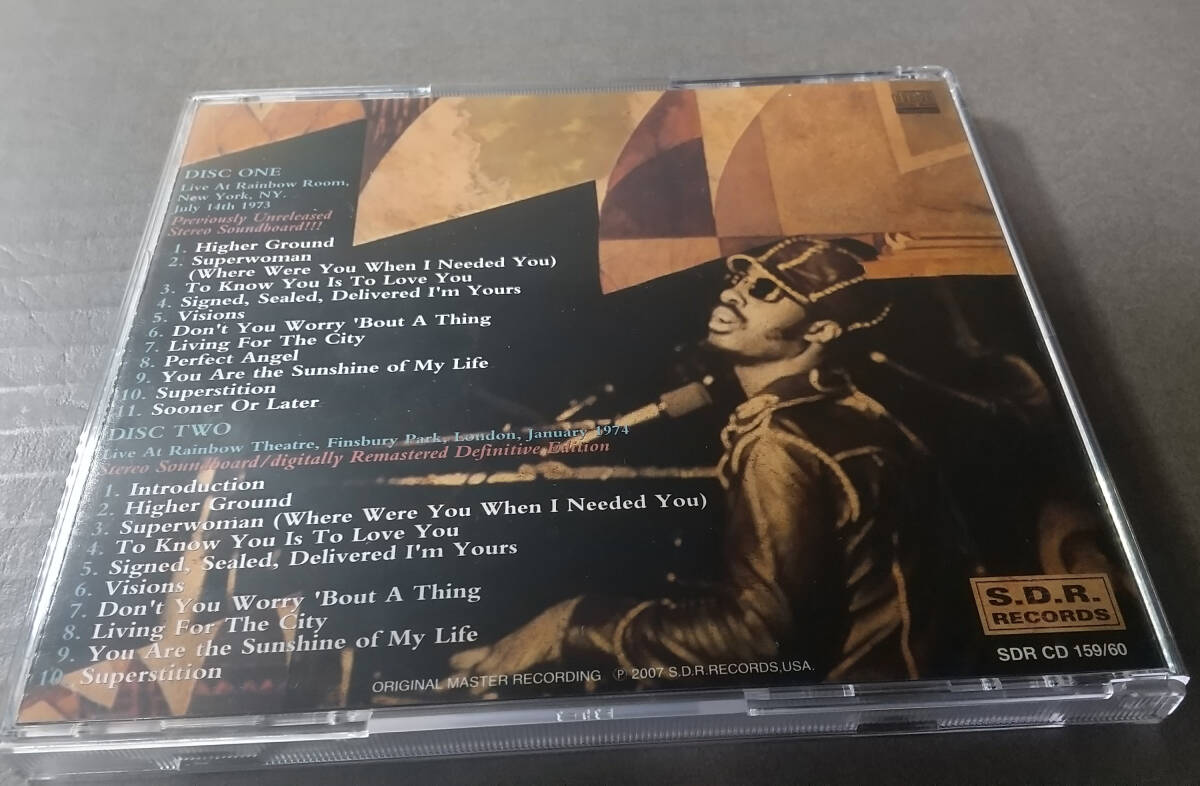 DISC ONE
Live At Rainbow Room,
New York, NY.
July 14th 1973
Previously Unreleased
Stereo Soundboard!!!
1. Higher Ground
2. Superwoman
(Where Were You When I Needed You)
3. To Know You Is To Love You
4. Signed, Sealed, Delivered I'm Yours
5. Visions
6. Don't You Worry 'Bout A Thing
7. Living For The City
8. Perfect Angel
9. You Are the Sunshine of My Life
10. Superstition
11. Sooner Or Later
DISC TWO
Live At Rainbow Theatre, Finsbury Park, London, January 1974
Stereo Soundboard/digitally Remastered Definitive Edition
1. Introduction
2. Higher Ground
3. Superwoman (Where Were You When I Needed You)
4. To Know You Is To Love You
5. Signed, Sealed, Delivered I'm Yours
6. Visions
7. Don't You Worry 'Bout A Thing
8. Living For The City
9. You Are the Sunshine of My Life
10. Superstition
S.D.R.
RECORDS
SDR CD 159/60
ORIGINAL MASTER RECORDING ℗ 2007 S.D.R.RECORDS,USA.